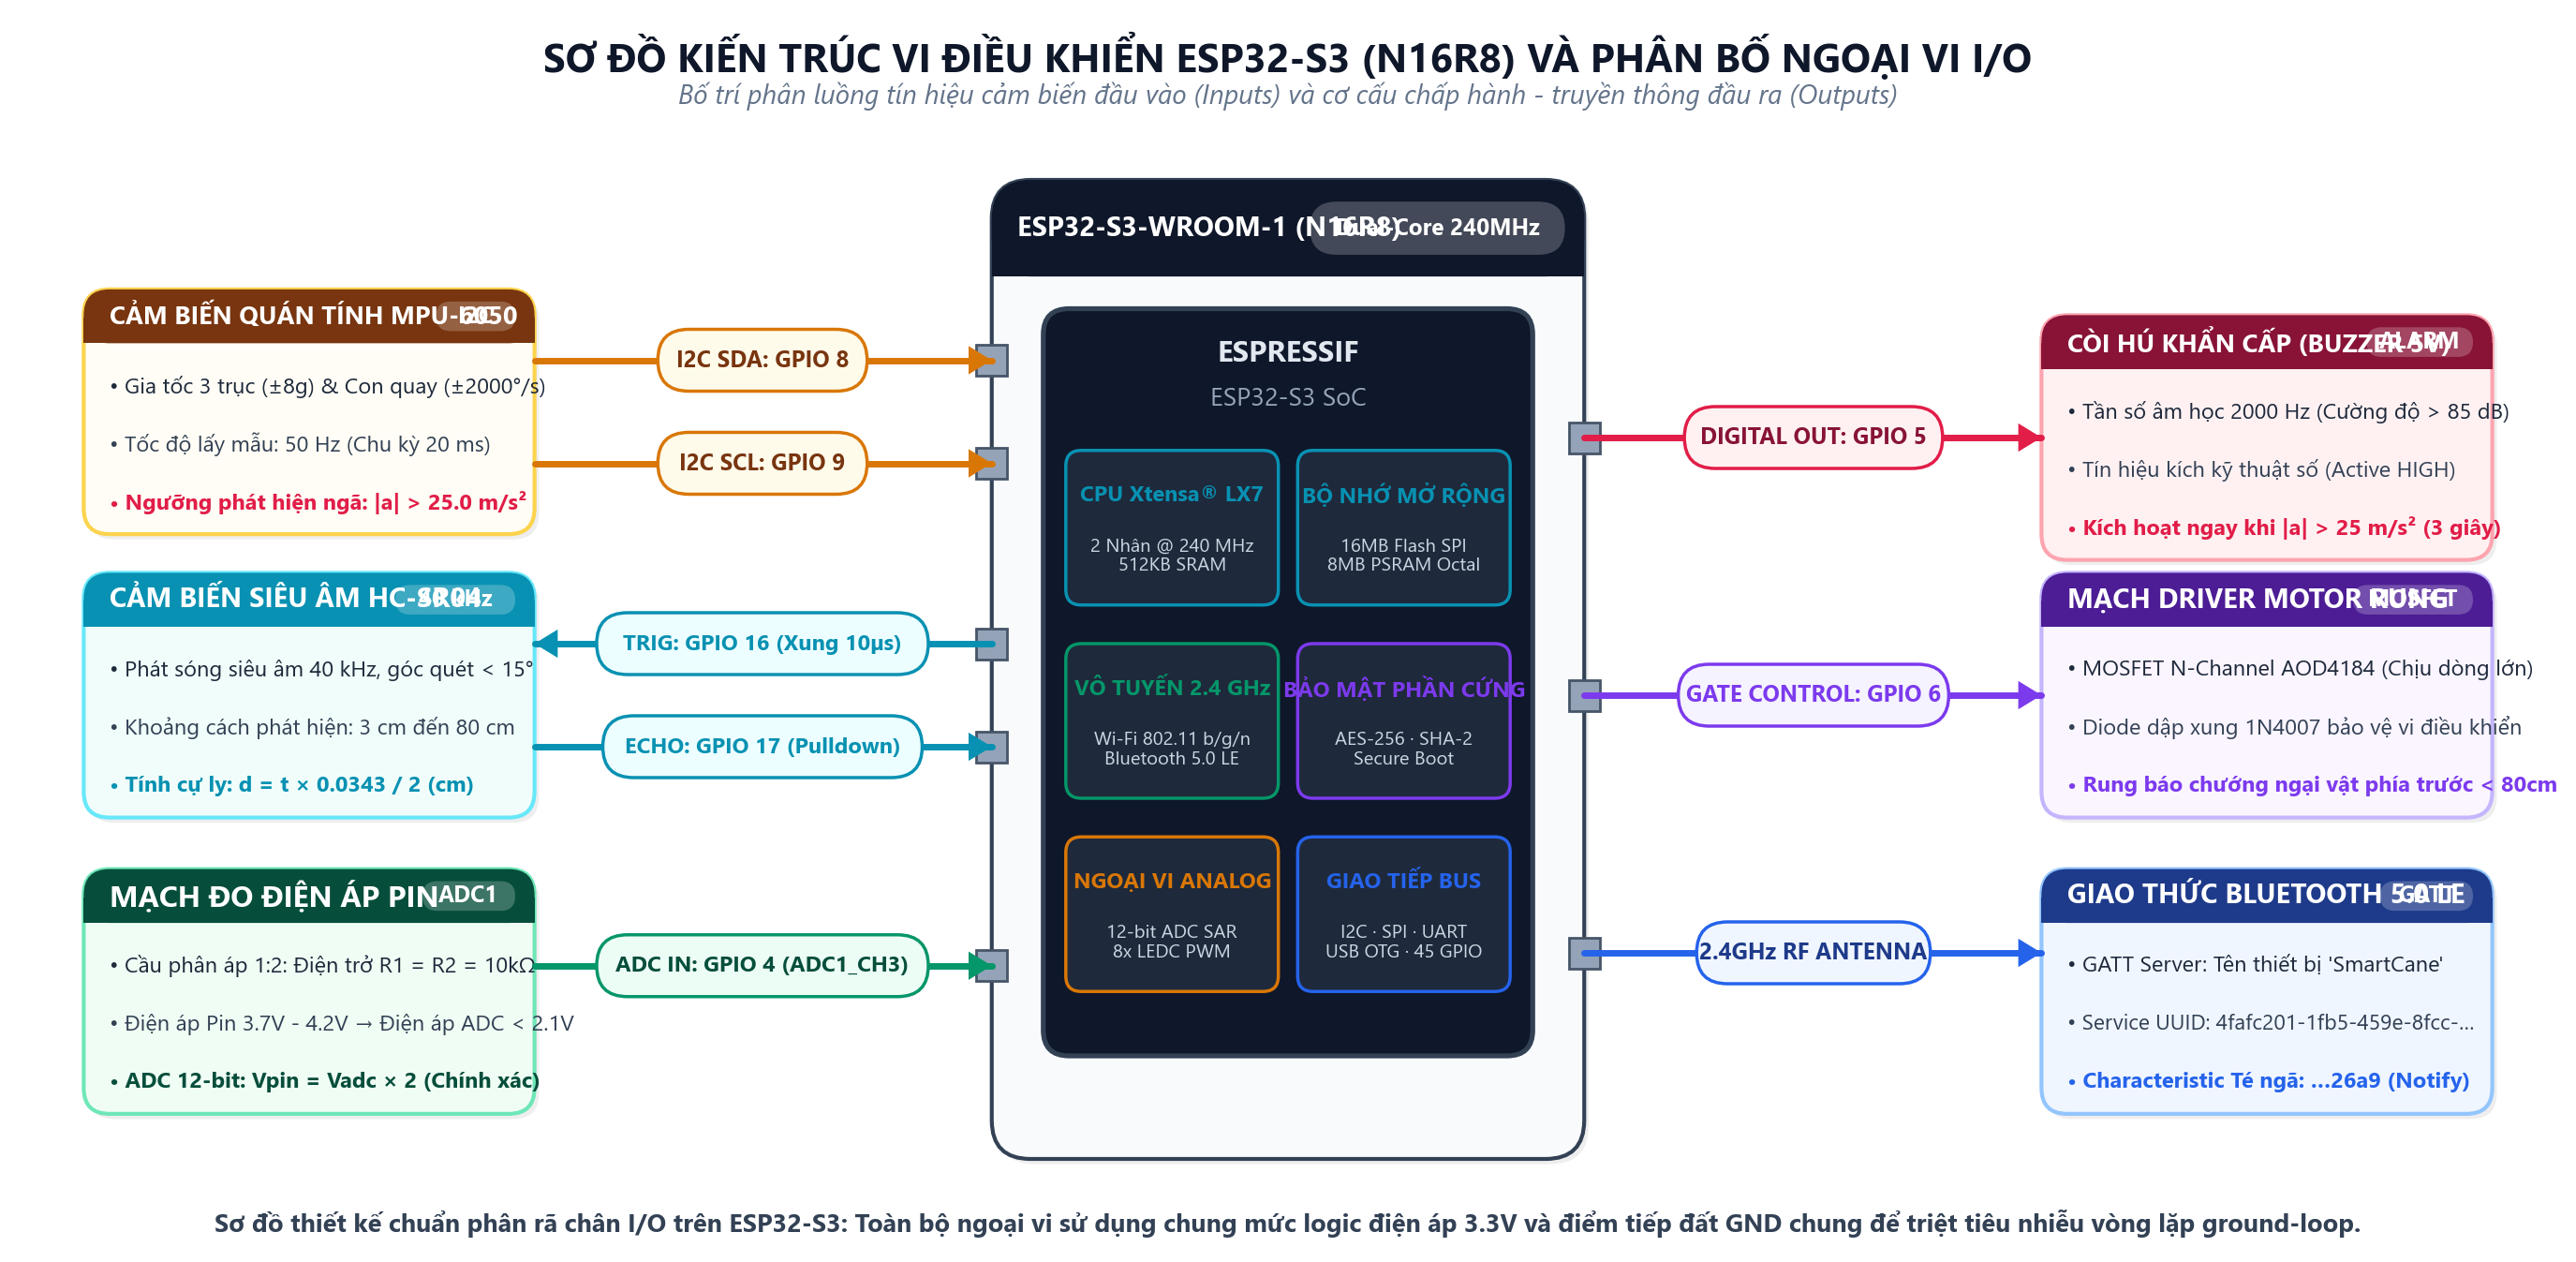 SƠ ĐỒ KIẾN TRÚC VI ĐIỀU KHIỂN ESP32-S3 (N16R8) VÀ PHÂN BỐ NGOẠI VI I/O
Bố trí phân luồng tín hiệu cảm biến đầu vào (Inputs) và cơ cấu chấp hành - truyền thông đầu ra (Outputs)
CẢM BIẾN QUÁN TÍNH MPU-6050
I2C
• Gia tốc 3 trục (±8g) & Con quay (±2000°/s)
• Tốc độ lấy mẫu: 50 Hz (Chu kỳ 20 ms)
• Ngưỡng phát hiện ngã: |a| > 25.0 m/s²
CẢM BIẾN SIÊU ÂM HC-SR04
40 kHz
• Phát sóng siêu âm 40 kHz, góc quét < 15°
• Khoảng cách phát hiện: 3 cm đến 80 cm
• Tính cự ly: d = t × 0.0343 / 2 (cm)
MẠCH ĐO ĐIỆN ÁP PIN
ADC1
• Cầu phân áp 1:2: Điện trở R1 = R2 = 10kΩ
• Điện áp Pin 3.7V - 4.2V → Điện áp ADC < 2.1V
• ADC 12-bit: Vpin = Vadc × 2 (Chính xác)
I2C SDA: GPIO 8
I2C SCL: GPIO 9
TRIG: GPIO 16 (Xung 10µs)
ECHO: GPIO 17 (Pulldown)
ADC IN: GPIO 4 (ADC1_CH3)
ESP32-S3-WROOM-1 (N16R8)
Dual-Core 240MHz
ESPRESSIF
ESP32-S3 SoC
CPU Xtensa® LX7
2 Nhân @ 240 MHz
512KB SRAM
BỘ NHỚ MỞ RỘNG
16MB Flash SPI
8MB PSRAM Octal
VÔ TUYẾN 2.4 GHz
Wi-Fi 802.11 b/g/n
Bluetooth 5.0 LE
BẢO MẬT PHẦN CỨNG
AES-256 · SHA-2
Secure Boot
NGOẠI VI ANALOG
12-bit ADC SAR
8x LEDC PWM
GIAO TIẾP BUS
I2C · SPI · UART
USB OTG · 45 GPIO
DIGITAL OUT: GPIO 5
GATE CONTROL: GPIO 6
2.4GHz RF ANTENNA
CÒI HÚ KHẨN CẤP (BUZZER 5V)
ALARM
• Tần số âm học 2000 Hz (Cường độ > 85 dB)
• Tín hiệu kích kỹ thuật số (Active HIGH)
• Kích hoạt ngay khi |a| > 25 m/s² (3 giây)
MẠCH DRIVER MOTOR RUNG
MOSFET
• MOSFET N-Channel AOD4184 (Chịu dòng lớn)
• Diode dập xung 1N4007 bảo vệ vi điều khiển
• Rung báo chướng ngại vật phía trước < 80cm
GIAO THỨC BLUETOOTH 5.0 LE
GATT
• GATT Server: Tên thiết bị 'SmartCane'
• Service UUID: 4fafc201-1fb5-459e-8fcc-...
• Characteristic Té ngã: ...26a9 (Notify)
Sơ đồ thiết kế chuẩn phân rã chân I/O trên ESP32-S3: Toàn bộ ngoại vi sử dụng chung mức logic điện áp 3.3V và điểm tiếp đất GND chung để triệt tiêu nhiễu vòng lặp ground-loop.